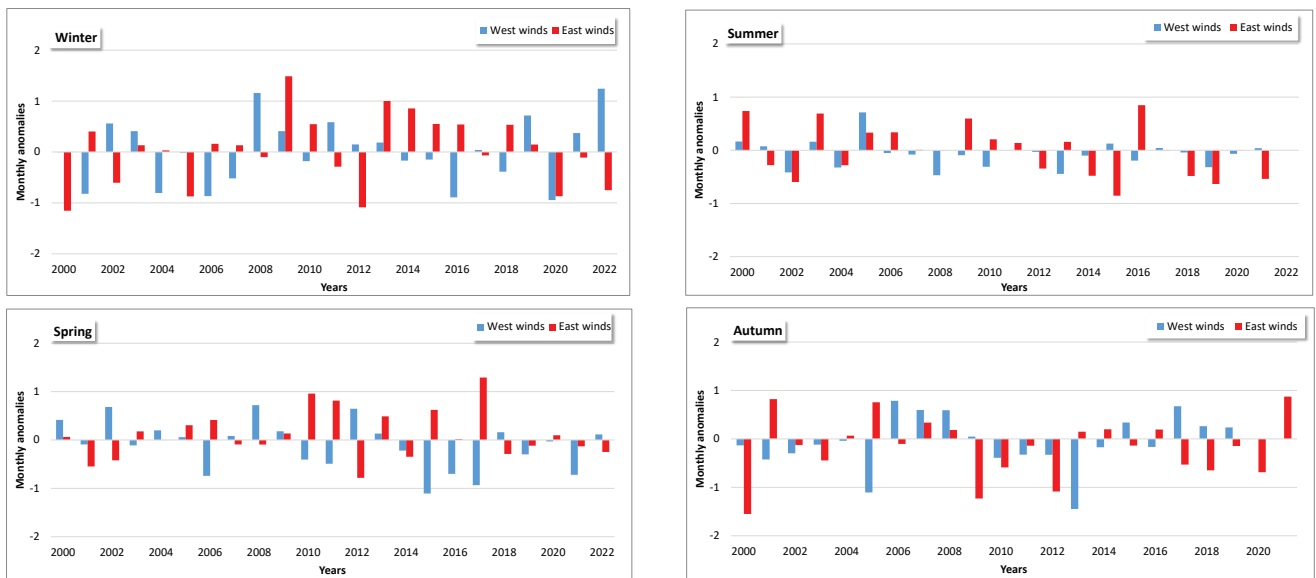 Winter
West winds East winds
Monthly anomalies
2
1
0
-1
-2
2000 2002 2004 2006 2008 2010 2012 2014 2016 2018 2020 2022
Years
Summer
West winds East winds
Monthly anomalies
2
1
0
-1
-2
2000 2002 2004 2006 2008 2010 2012 2014 2016 2018 2020 2022
Years
Spring
West winds East winds
Monthly anomalies
2
1
0
-1
-2
2000 2002 2004 2006 2008 2010 2012 2014 2016 2018 2020 2022
Years
Autumn
West winds East winds
Monthly anomalies
2
1
0
-1
-2
2000 2002 2004 2006 2008 2010 2012 2014 2016 2018 2020
Years